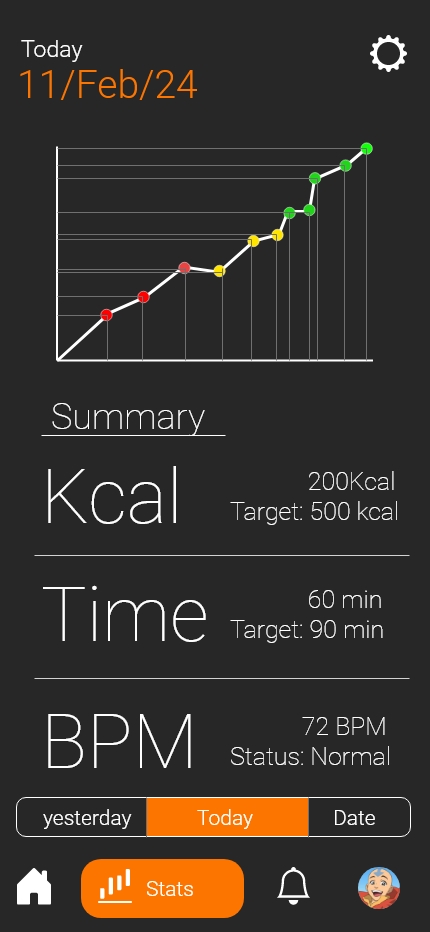 Today
11/Feb/24
Summary
Kcal
200Kcal
Target: 500 kcal
Time
60 min
Target: 90 min
BPM
72 BPM
Status: Normal
yesterday Today Date
Stats